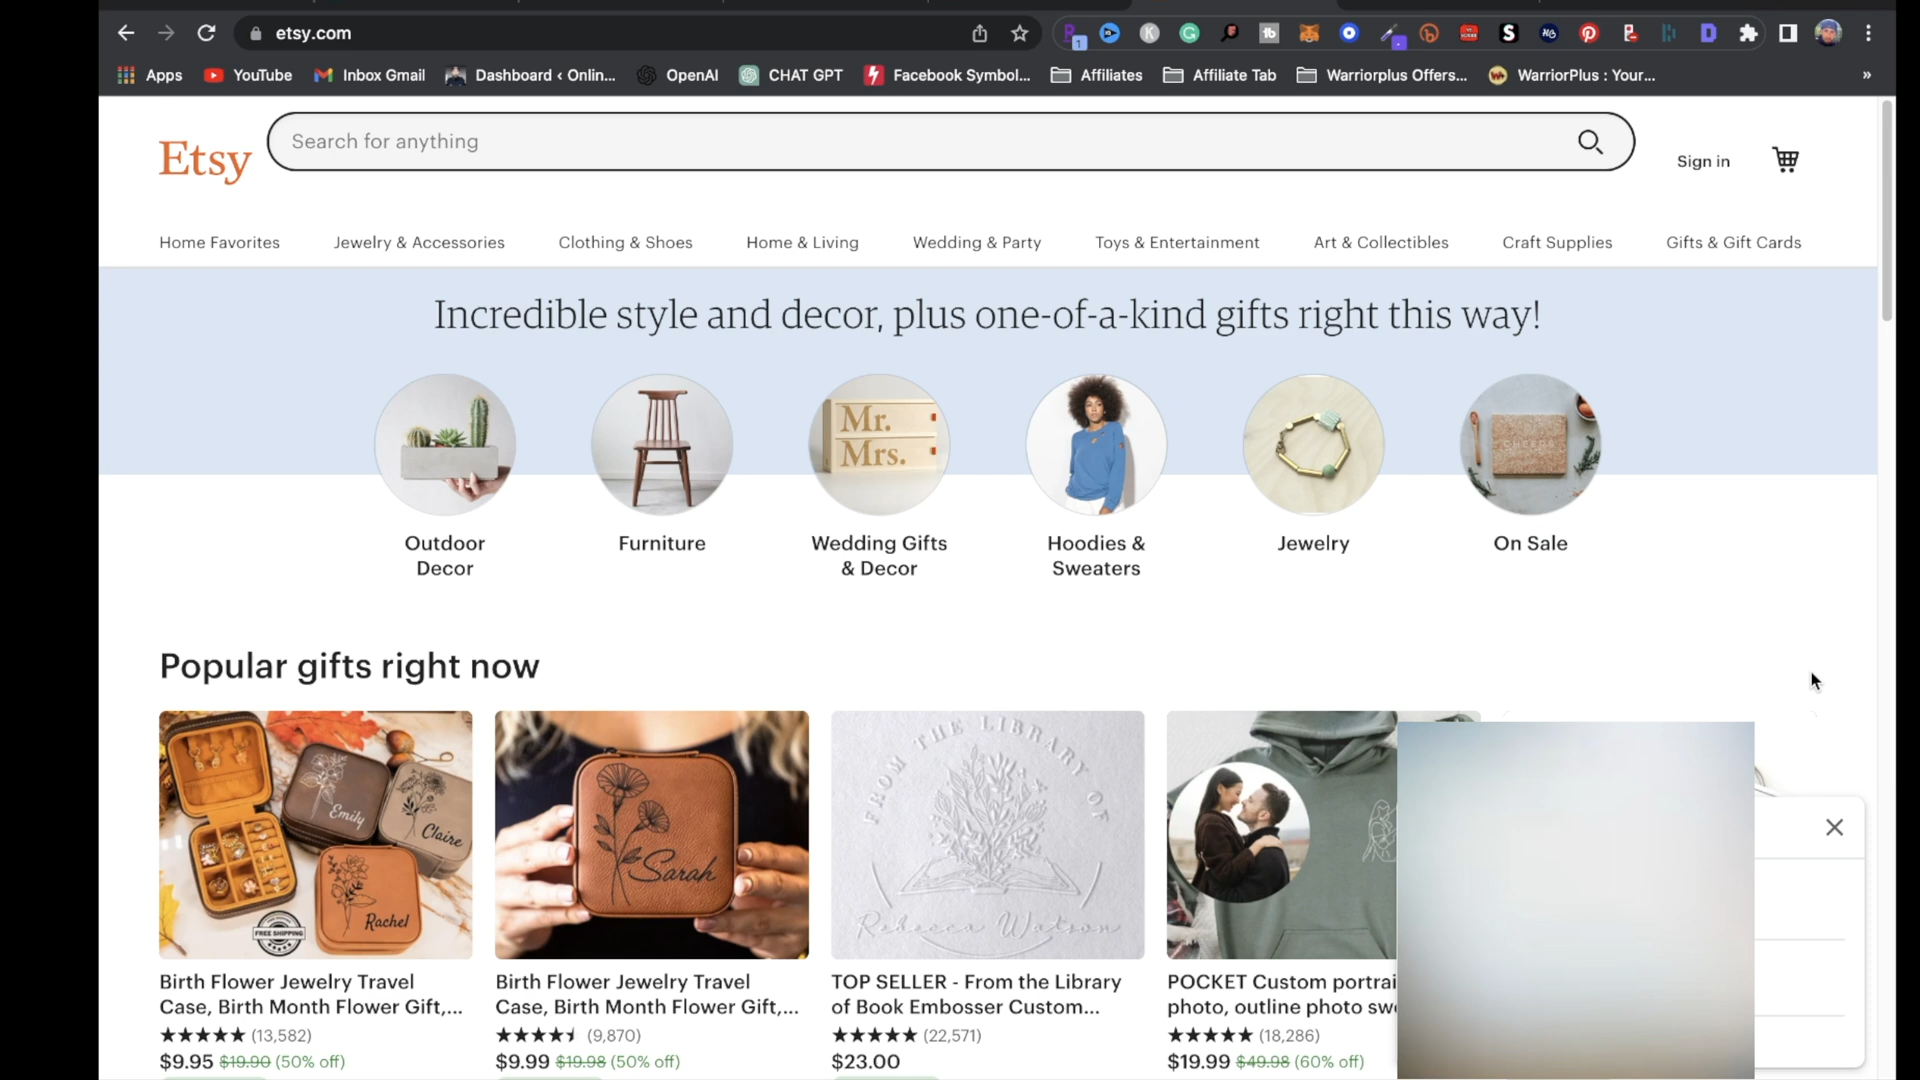 etsy.com
1
Apps YouTube Inbox Gmail Dashboard ‹ Onlin... OpenAI CHAT GPT Facebook Symbol... Affiliates Affiliate Tab Warriorplus Offers... WarriorPlus : Your... »
Etsy Search for anything Sign in
Home Favorites Jewelry & Accessories Clothing & Shoes Home & Living Wedding & Party Toys & Entertainment Art & Collectibles Craft Supplies Gifts & Gift Cards
Incredible style and decor, plus one-of-a-kind gifts right this way!
Mr.
Mrs.
CHEERS
Outdoor
Decor
Furniture
Wedding Gifts
& Decor
Hoodies &
Sweaters
Jewelry
On Sale
Popular gifts right now
Emily
Claire
Rachel
FREE SHIPPING
Sarah
FROM THE LIBRARY OF
Rebecca Watson
Birth Flower Jewelry Travel
Case, Birth Month Flower Gift,...
★★★★★ (13,582)
$9.95 $19.90 (50% off)
Birth Flower Jewelry Travel
Case, Birth Month Flower Gift,...
(9,870)
$9.99 $19.98 (50% off)
TOP SELLER - From the Library
of Book Embosser Custom...
★★★★★ (22,571)
$23.00
POCKET Custom portrai
photo, outline photo sw
★★★★★ (18,286)
$19.99 $49.98 (60% off)